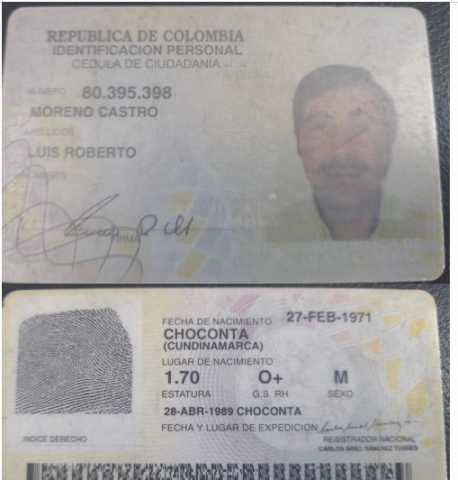 REPUBLICA DE COLOMBIA
IDENTIFICACION PERSONAL
CEDULA DE CIUDADANIA
NUMERO 80.395.398
MORENO CASTRO
APELLIDOS
LUIS ROBERTO
NOMBRES
FIRMA
FECHA DE NACIMIENTO 27-FEB-1971
CHOCONTA
(CUNDINAMARCA)
LUGAR DE NACIMIENTO
1.70 O+ M
ESTATURA G.S. RH SEXO
28-ABR-1989 CHOCONTA
FECHA Y LUGAR DE EXPEDICION
INDICE DERECHO
REGISTRADOR NACIONAL
CARLOS ARIEL SANCHEZ TORRES